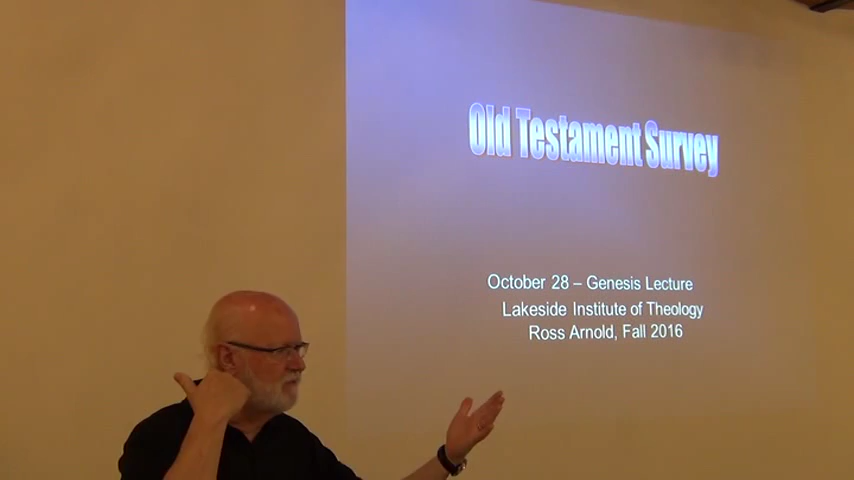 Old Testament Survey
October 28 – Genesis Lecture
Lakeside Institute of Theology
Ross Arnold, Fall 2016